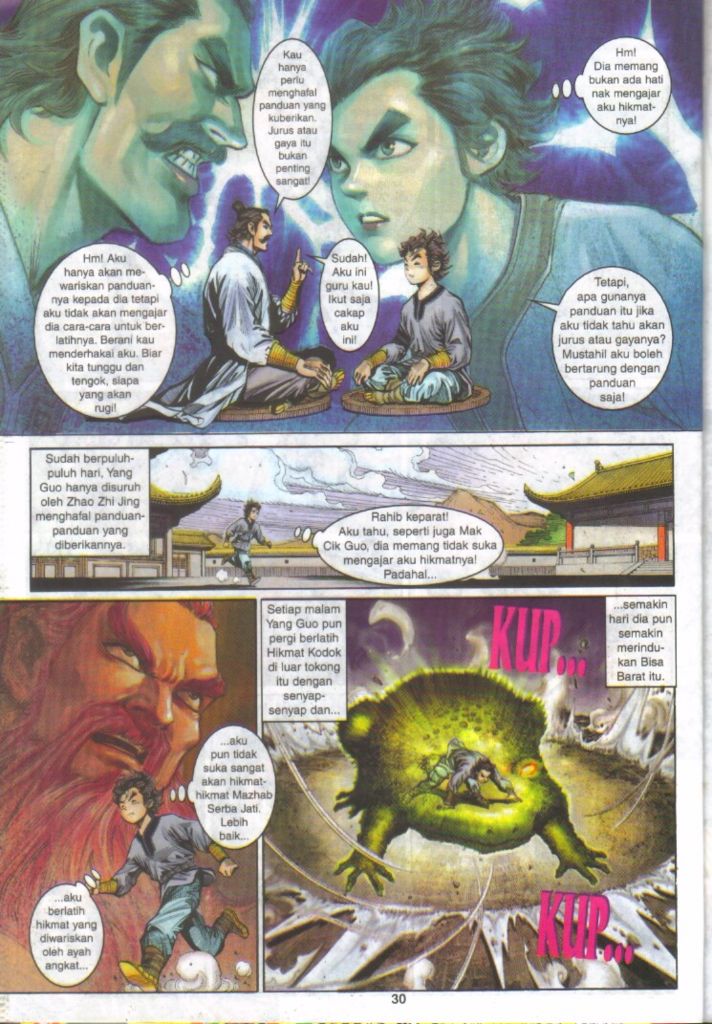 Kau
hanya
perlu
menghafal
panduan yang
kuberikan.
Jurus atau
gaya itu
bukan
penting
sangat!
Hm!
Dia memang
bukan ada hati
nak mengajar
aku hikmat-
nya!
Hm! Aku
hanya akan me-
wariskan panduan-
nya kepada dia tetapi
aku tidak akan mengajar
dia cara-cara untuk ber-
latihnya. Berani kau
menderhakai aku. Biar
kita tunggu dan
tengok, siapa
yang akan
rugi!
Sudah!
Aku ini
guru kau!
Ikut saja
cakap
aku
ini!
Tetapi,
apa gunanya
panduan itu jika
aku tidak tahu akan
jurus atau gayanya?
Mustahil aku boleh
bertarung dengan
panduan
saja!
Sudah berpuluh-
puluh hari, Yang
Guo hanya disuruh
oleh Zhao Zhi Jing
menghafal panduan-
panduan yang
diberikannya.
Rahib keparat!
Aku tahu, seperti juga Mak
Cik Guo, dia memang tidak suka
mengajar aku hikmatnya!
Padahal...
...aku
pun tidak
suka sangat
akan hikmat-
hikmat Mazhab
Serba Jati.
Lebih
baik...
...aku
berlatih
hikmat yang
diwariskan
oleh ayah
angkat...
Setiap malam
Yang Guo pun
pergi berlatih
Hikmat Kodok
di luar tokong
itu dengan
senyap-
senyap dan...
KUP...
...semakin
hari dia pun
semakin
merindu-
kan Bisa
Barat itu.
KUP...
30